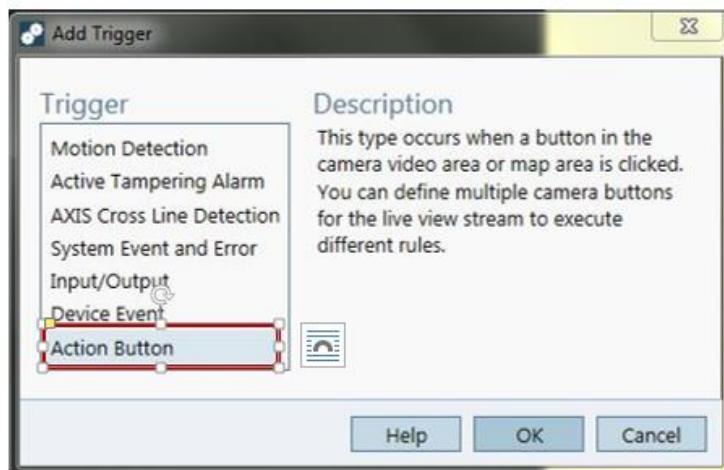 Add Trigger
Trigger
Motion Detection
Active Tampering Alarm
AXIS Cross Line Detection
System Event and Error
Input/Output
Device Event
Action Button
Description
This type occurs when a button in the
camera video area or map area is clicked.
You can define multiple camera buttons
for the live view stream to execute
different rules.
Help
OK
Cancel